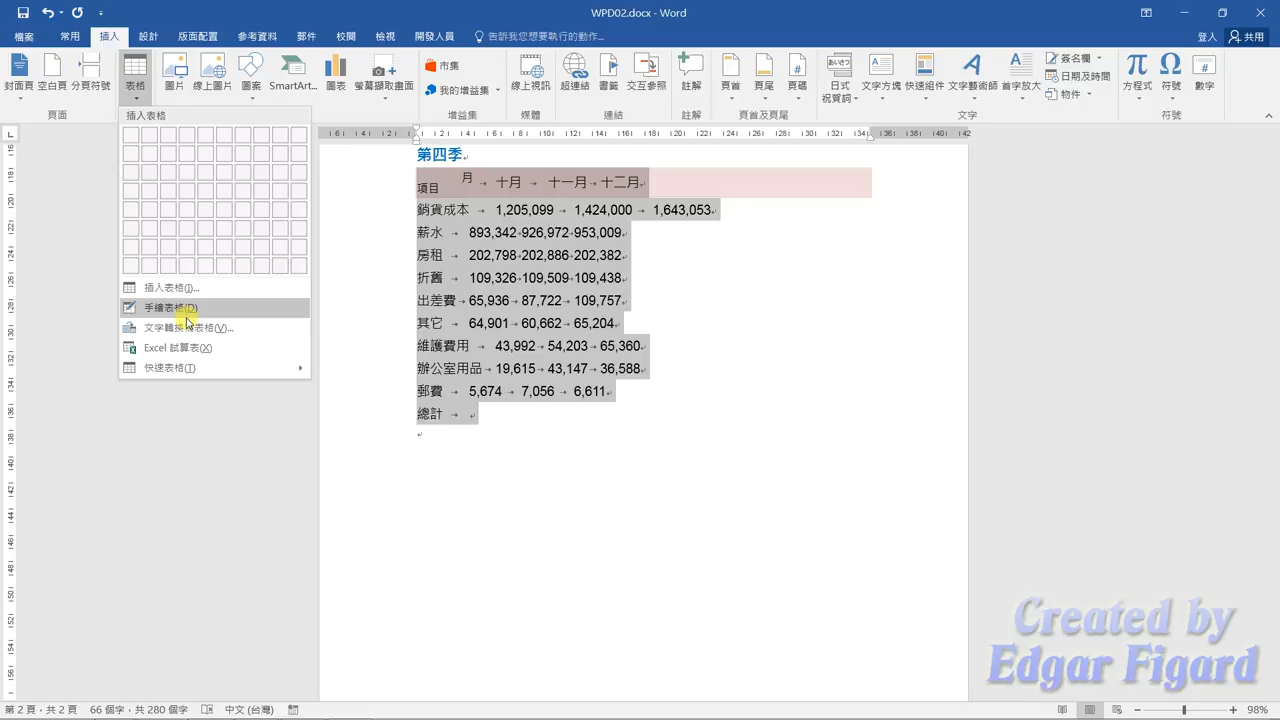 WPD02.docx - Word
檔案 常用 插入 設計 版面配置 參考資料 郵件 校閱 檢視 開發人員 告訴我您想要執行的動作... 登入 共用
封面頁 空白頁 分頁符號 表格 圖片 線上圖片 圖案 SmartArt... 圖表 螢幕擷取畫面 市集 我的增益集 線上視訊 超連結 書籤 交互參照 註解 頁首 頁尾 頁碼 日式祝賀詞 文字方塊 快速組件 文字藝術師 首字放大 簽名欄 日期及時間 物件 方程式 符號 數字
頁面 增益集 媒體 連結 註解 頁首及頁尾 文字 符號
插入表格
插入表格(I)...
手繪表格(D)
文字轉換
表格(V)...
Excel 試算表(X)
快速表格(T)
第四季
月
項目 十月 十一月 十二月
銷貨成本 1,205,099 1,424,000 1,643,053
薪水 893,342 926,972 953,009
房租 202,798 202,886 202,382
折舊 109,326 109,509 109,438
出差費 65,936 87,722 109,757
其它 64,901 60,662 65,204
維護費用 43,992 54,203 65,360
辦公室用品 19,615 43,147 36,588
郵費 5,674 7,056 6,611
總計
Created by
Edgar Figard
第 2 頁，共 2 頁 66 個字，共 280 個字 中文 (台灣) 98%